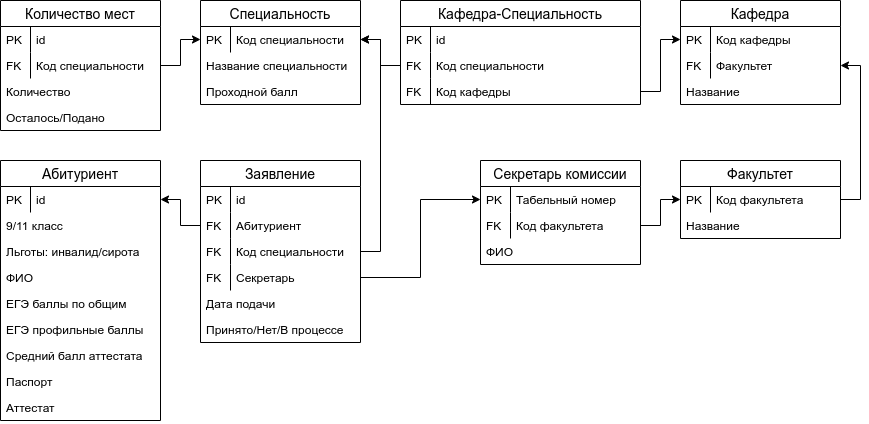 Количество мест
PK id
FK Код специальности
Количество
Осталось/Подано
Специальность
PK Код специальности
Название специальности
Проходной балл
Кафедра-Специальность
PK id
FK Код специальности
FK Код кафедры
Кафедра
PK Код кафедры
FK Факультет
Название
Абитуриент
PK id
9/11 класс
Льготы: инвалид/сирота
ФИО
ЕГЭ баллы по общим
ЕГЭ профильные баллы
Средний балл аттестата
Паспорт
Аттестат
Заявление
PK id
FK Абитуриент
FK Код специальности
FK Секретарь
Дата подачи
Принято/Нет/В процессе
Секретарь комиссии
PK Табельный номер
FK Код факультета
ФИО
Факультет
PK Код факультета
Название